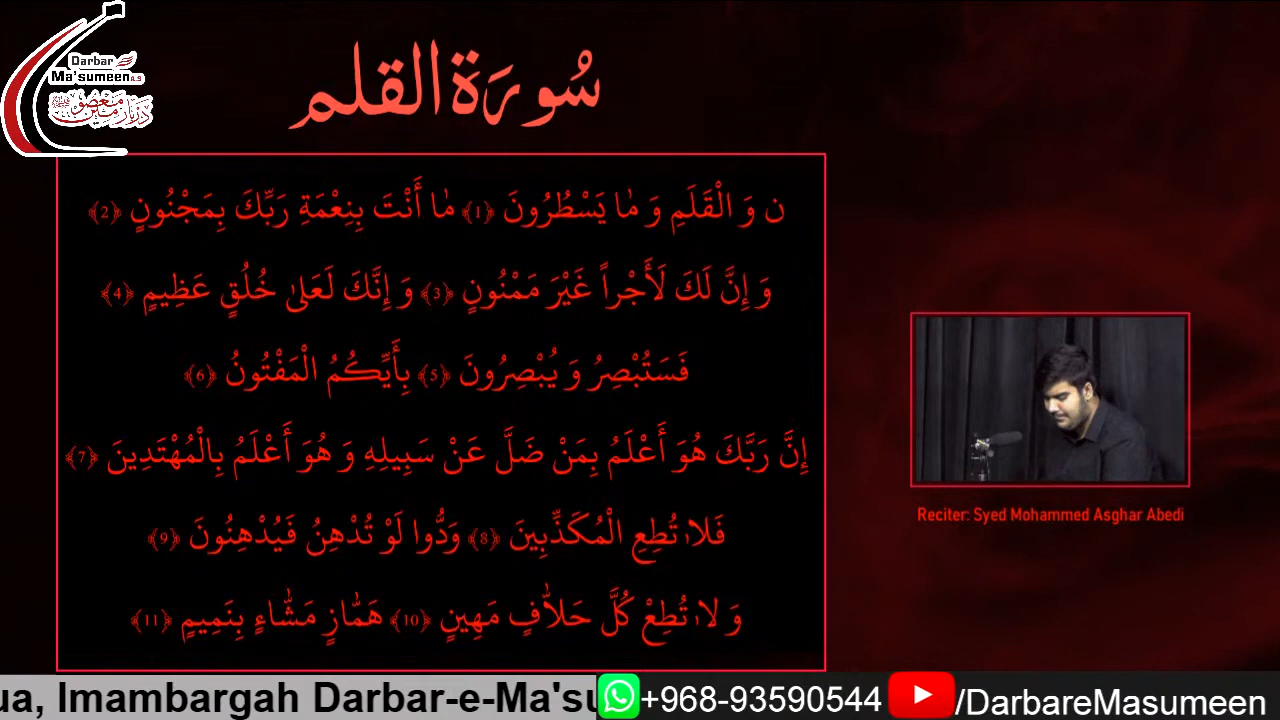 Darbar
Ma'sumeen A.S
دربار معصومین
سُورَة القلم
ن وَ الْقَلَمِ وَ مٰا يَسْطُرُونَ ﴿1﴾ مٰا أَنْتَ بِنِعْمَةِ رَبِّكَ بِمَجْنُونٍ ﴿2﴾
وَ إِنَّ لَكَ لَأَجْراً غَيْرَ مَمْنُونٍ ﴿3﴾ وَ إِنَّكَ لَعَلىٰ خُلُقٍ عَظِيمٍ ﴿4﴾
فَسَتُبْصِرُ وَ يُبْصِرُونَ ﴿5﴾ بِأَيِّكُمُ الْمَفْتُونُ ﴿6﴾
إِنَّ رَبَّكَ هُوَ أَعْلَمُ بِمَنْ ضَلَّ عَنْ سَبِيلِهِ وَ هُوَ أَعْلَمُ بِالْمُهْتَدِينَ ﴿7﴾
فَلاٰ تُطِعِ الْمُكَذِّبِينَ ﴿8﴾ وَدُّوا لَوْ تُدْهِنُ فَيُدْهِنُونَ ﴿9﴾
وَ لاٰ تُطِعْ كُلَّ حَلاّٰفٍ مَهِينٍ ﴿10﴾ هَمّٰازٍ مَشّٰاءٍ بِنَمِيمٍ ﴿11﴾
Reciter: Syed Mohammed Asghar Abedi
ua, Imambargah Darbar-e-Ma'su
+968-93590544
/DarbareMasumeen